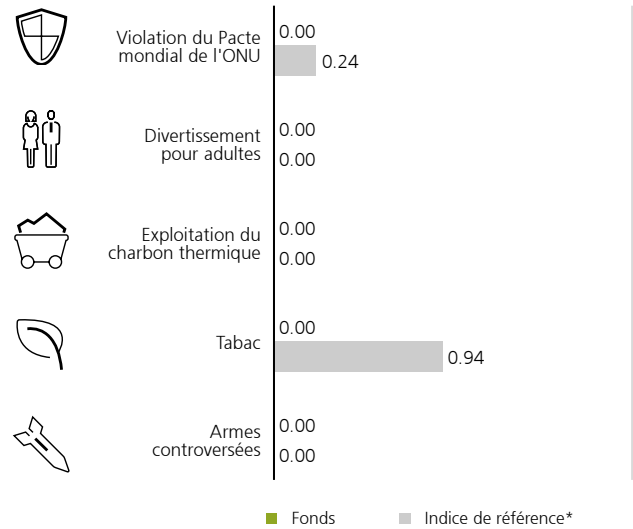 Violation du Pacte
mondial de l'ONU
0.00
0.24
Divertissement
pour adultes
0.00
0.00
Exploitation du
charbon thermique
0.00
0.00
Tabac
0.00
0.94
Armes
controversées
0.00
0.00
Fonds
Indice de référence*